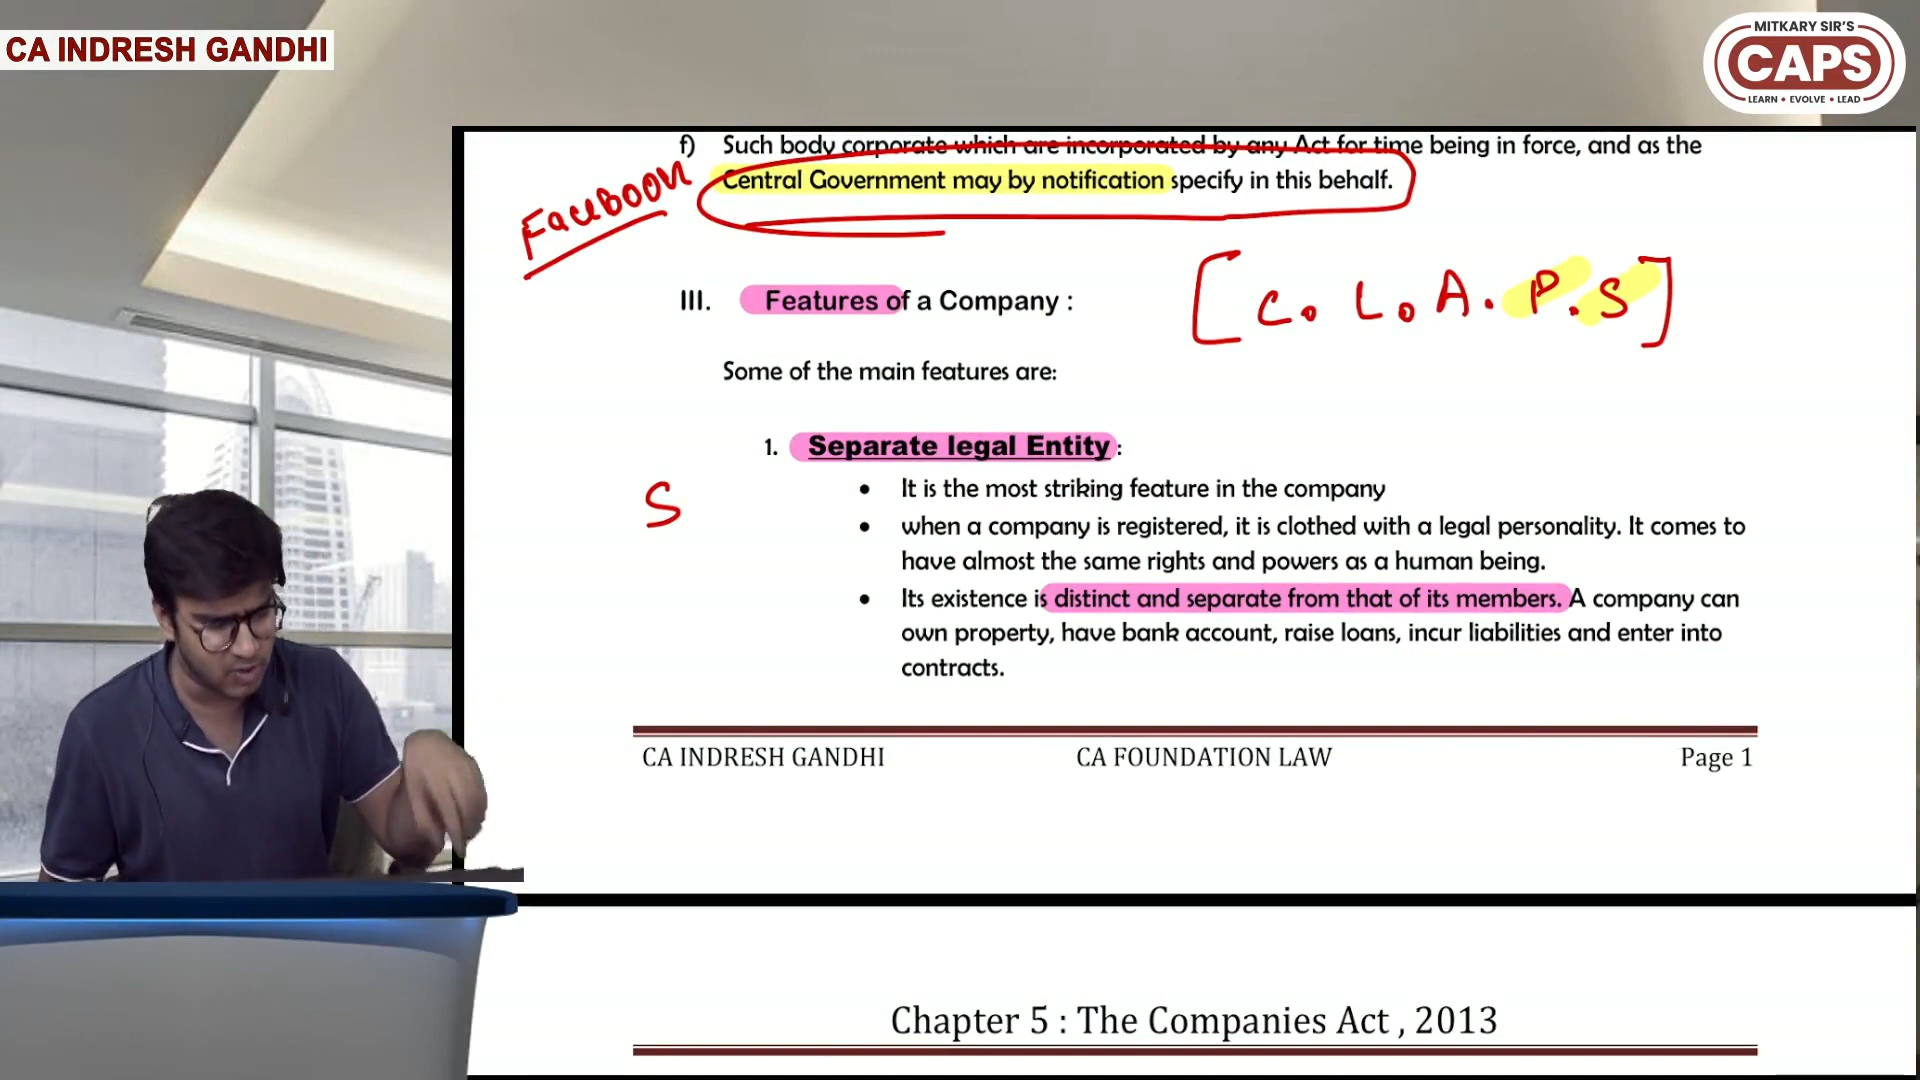 CA INDRESH GANDHI
MITKARY SIR'S
CAPS
LEARN • EVOLVE • LEAD
f) Such body corporate which are incorporated by any Act for time being in force, and as the
Central Government may by notification specify in this behalf.
III. Features of a Company :
[C. L. A. P. S]
Some of the main features are:
1. Separate legal Entity:
S
• It is the most striking feature in the company
• when a company is registered, it is clothed with a legal personality. It comes to
have almost the same rights and powers as a human being.
• Its existence is distinct and separate from that of its members. A company can
own property, have bank account, raise loans, incur liabilities and enter into
contracts.
CA INDRESH GANDHI CA FOUNDATION LAW Page 1
Chapter 5 : The Companies Act , 2013